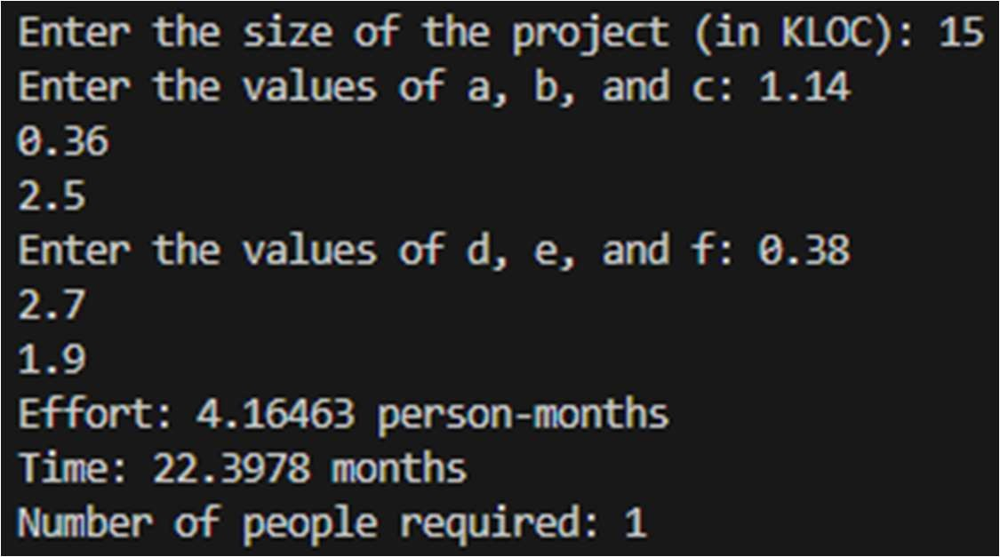 Enter the size of the project (in KLOC): 15
Enter the values of a, b, and c: 1.14
0.36
2.5
Enter the values of d, e, and f: 0.38
2.7
1.9
Effort: 4.16463 person-months
Time: 22.3978 months
Number of people required: 1